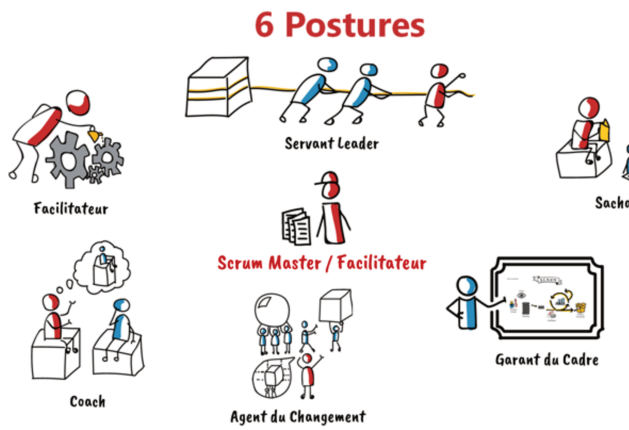 6 Postures
Servant Leader
Facilitateur
Scrum Master / Facilitateur
Garant du Cadre
Coach
Agent du Changement